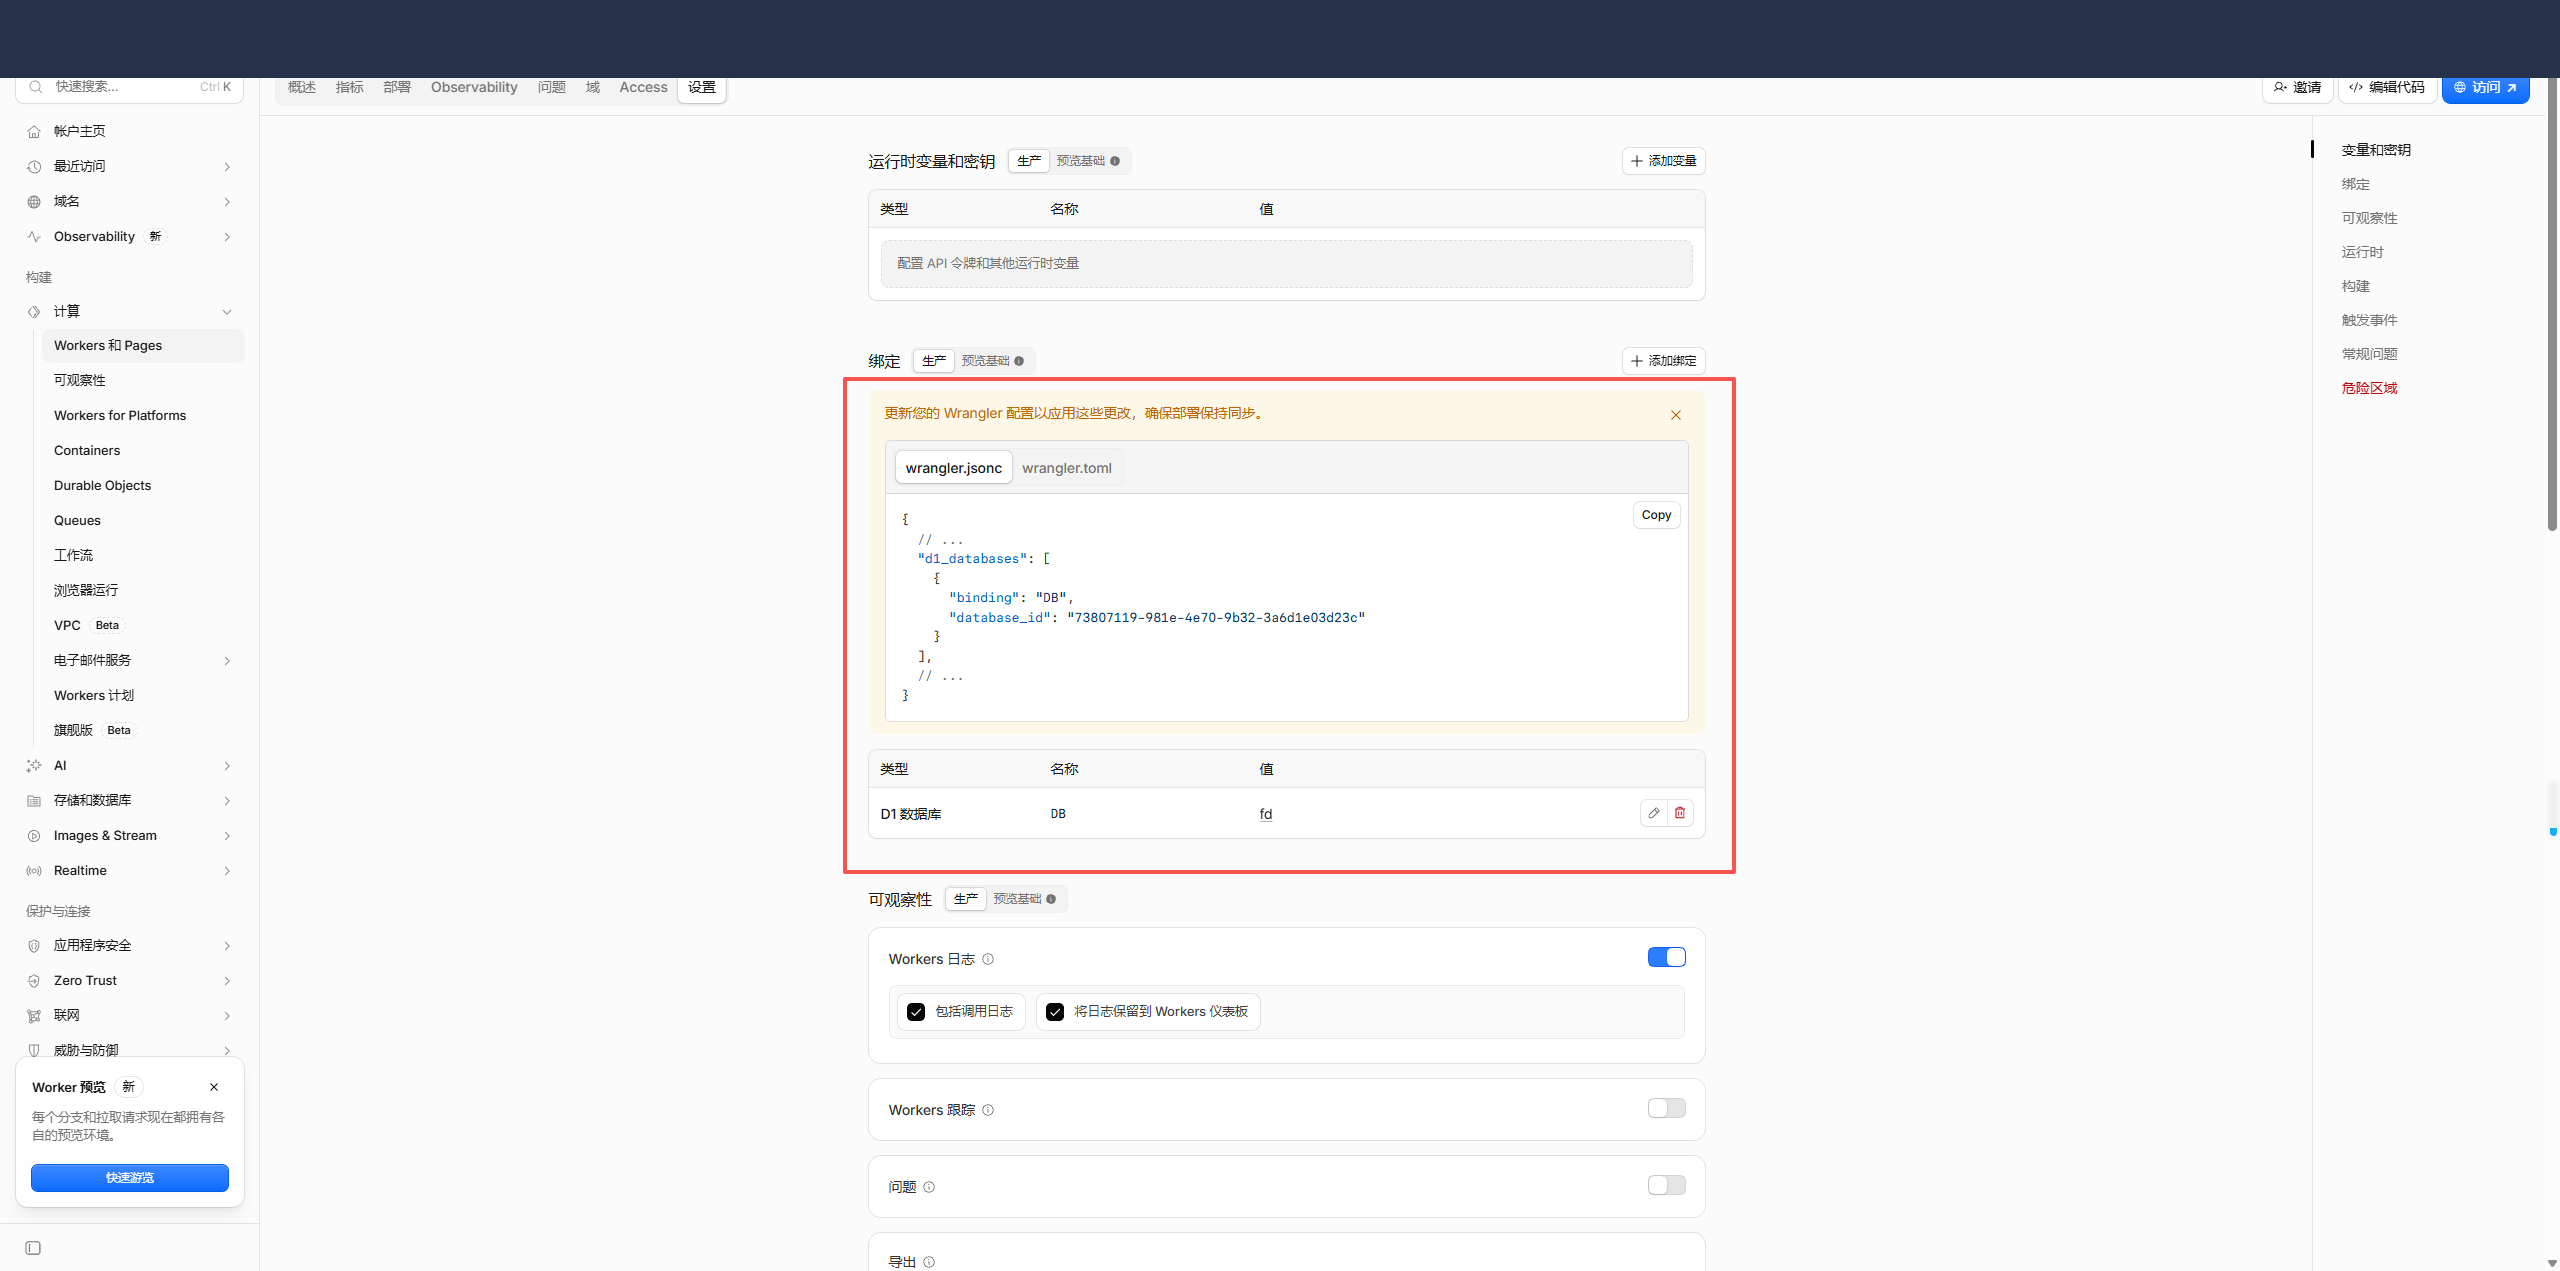 快速搜索... Ctrl K
概述 指标 部署 Observability 问题 域 Access 设置
邀请 </> 编辑代码 访问
帐户主页
最近访问
域名
Observability 新
构建
计算
Workers 和 Pages
可观察性
Workers for Platforms
Containers
Durable Objects
Queues
工作流
浏览器运行
VPC Beta
电子邮件服务
Workers 计划
旗舰版 Beta
AI
存储和数据库
Images & Stream
Realtime
保护与连接
应用程序安全
Zero Trust
联网
威胁与防御
Worker 预览 新
每个分支和拉取请求现在都拥有各
自的预览环境。
快速游览
运行时变量和密钥 生产 预览基础 添加变量
类型 名称 值
配置 API 令牌和其他运行时变量
绑定 生产 预览基础 添加绑定
更新您的 Wrangler 配置以应用这些更改，确保部署保持同步。
wrangler.jsonc wrangler.toml
Copy
{
// ...
"d1_databases": [
{
"binding": "DB",
"database_id": "73807119-981e-4e70-9b32-3a6d1e03d23c"
}
],
// ...
}
类型 名称 值
D1 数据库 DB fd
可观察性 生产 预览基础
Workers 日志
包括调用日志 将日志保留到 Workers 仪表板
Workers 跟踪
问题
导出
变量和密钥
绑定
可观察性
运行时
构建
触发事件
常规问题
危险区域